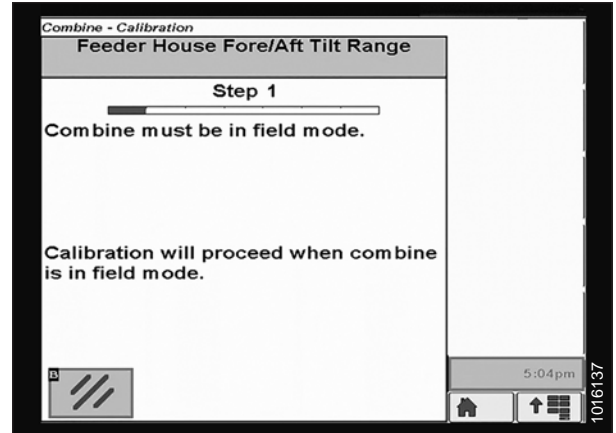 Combine - Calibration
Feeder House Fore/Aft Tilt Range
Step 1
Combine must be in field mode.
Calibration will proceed when combine
is in field mode.
B
5:04pm
1016137